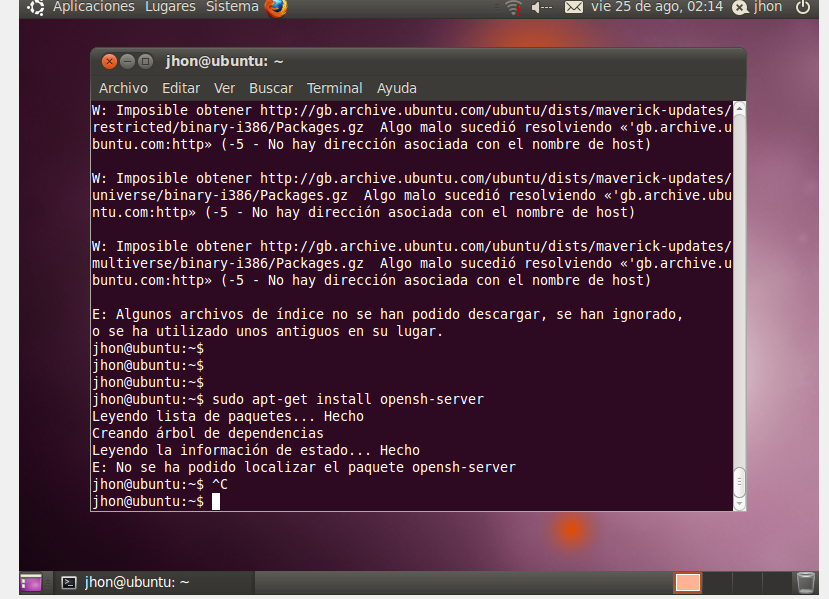 Aplicaciones Lugares Sistema vie 25 de ago, 02:14 jhon
jhon@ubuntu: ~
Archivo Editar Ver Buscar Terminal Ayuda
W: Imposible obtener http://gb.archive.ubuntu.com/ubuntu/dists/maverick-updates/
restricted/binary-i386/Packages.gz  Algo malo sucedió resolviendo «'gb.archive.u
buntu.com:http» (-5 - No hay dirección asociada con el nombre de host)
W: Imposible obtener http://gb.archive.ubuntu.com/ubuntu/dists/maverick-updates/
universe/binary-i386/Packages.gz  Algo malo sucedió resolviendo «'gb.archive.ubu
ntu.com:http» (-5 - No hay dirección asociada con el nombre de host)
W: Imposible obtener http://gb.archive.ubuntu.com/ubuntu/dists/maverick-updates/
multiverse/binary-i386/Packages.gz  Algo malo sucedió resolviendo «'gb.archive.u
buntu.com:http» (-5 - No hay dirección asociada con el nombre de host)
E: Algunos archivos de índice no se han podido descargar, se han ignorado,
o se ha utilizado unos antiguos en su lugar.
jhon@ubuntu:~$
jhon@ubuntu:~$
jhon@ubuntu:~$
jhon@ubuntu:~$ sudo apt-get install opensh-server
Leyendo lista de paquetes... Hecho
Creando árbol de dependencias
Leyendo la información de estado... Hecho
E: No se ha podido localizar el paquete opensh-server
jhon@ubuntu:~$ ^C
jhon@ubuntu:~$
jhon@ubuntu: ~